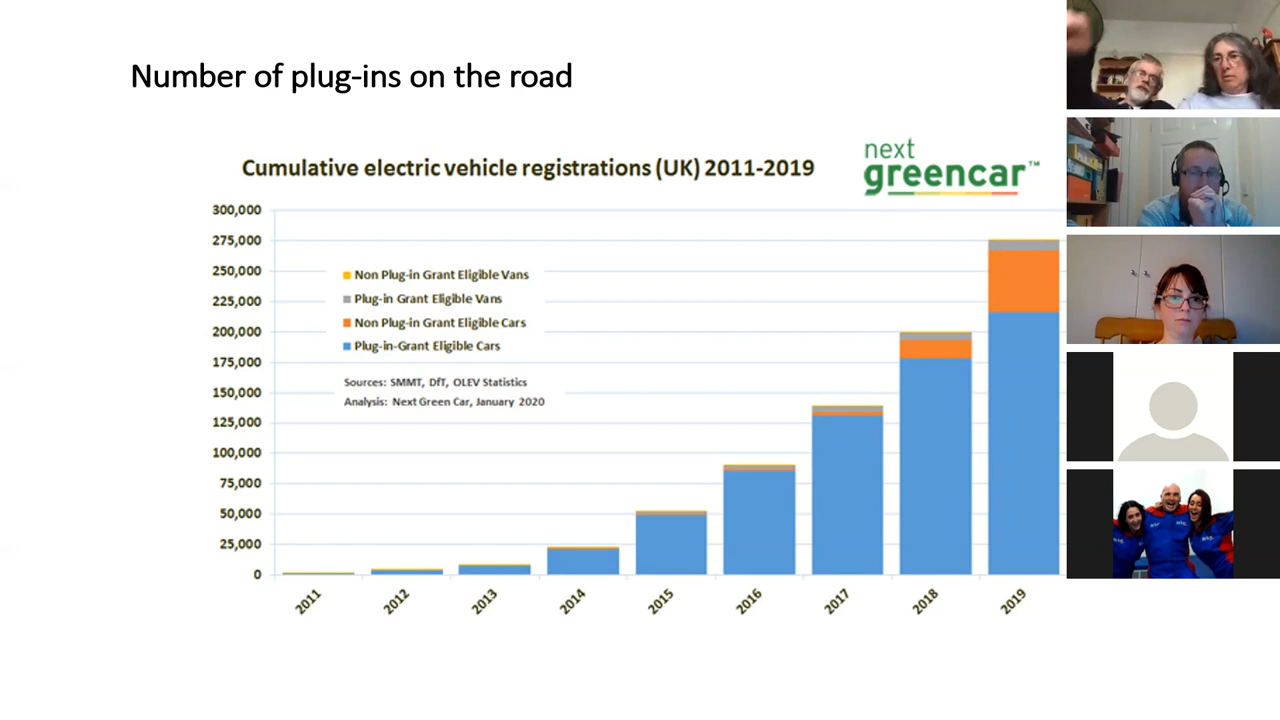 Number of plug-ins on the road
Cumulative electric vehicle registrations (UK) 2011-2019
next
greencar™
300,000
275,000
250,000
225,000
200,000
175,000
150,000
125,000
100,000
75,000
50,000
25,000
0
Non Plug-in Grant Eligible Vans
Plug-in Grant Eligible Vans
Non Plug-in Grant Eligible Cars
Plug-in-Grant Eligible Cars
Sources: SMMT, DfT, OLEV Statistics
Analysis: Next Green Car, January 2020
2011
2012
2013
2014
2015
2016
2017
2018
2019